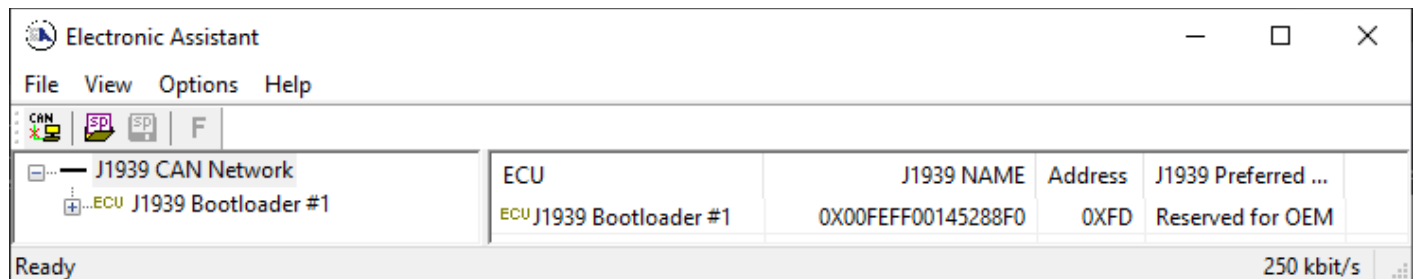 Electronic Assistant
File View Options Help
CAN SP SP F
J1939 CAN Network
ECU J1939 Bootloader #1
ECU J1939 NAME Address J1939 Preferred ...
ECU J1939 Bootloader #1 0X00FEFF00145288F0 0XFD Reserved for OEM
Ready 250 kbit/s